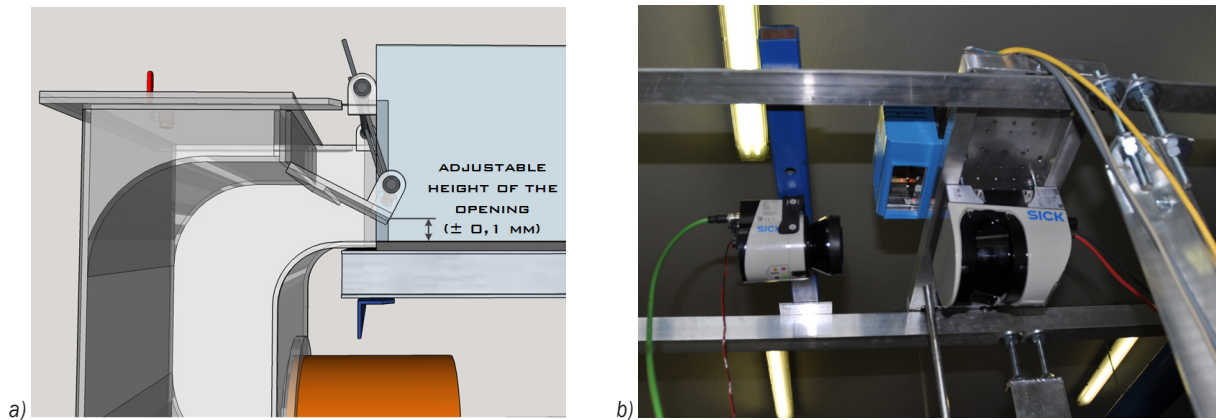 ADJUSTABLE
HEIGHT OF THE
OPENING
(± 0,1 MM)
a)
SICK
SICK
b)